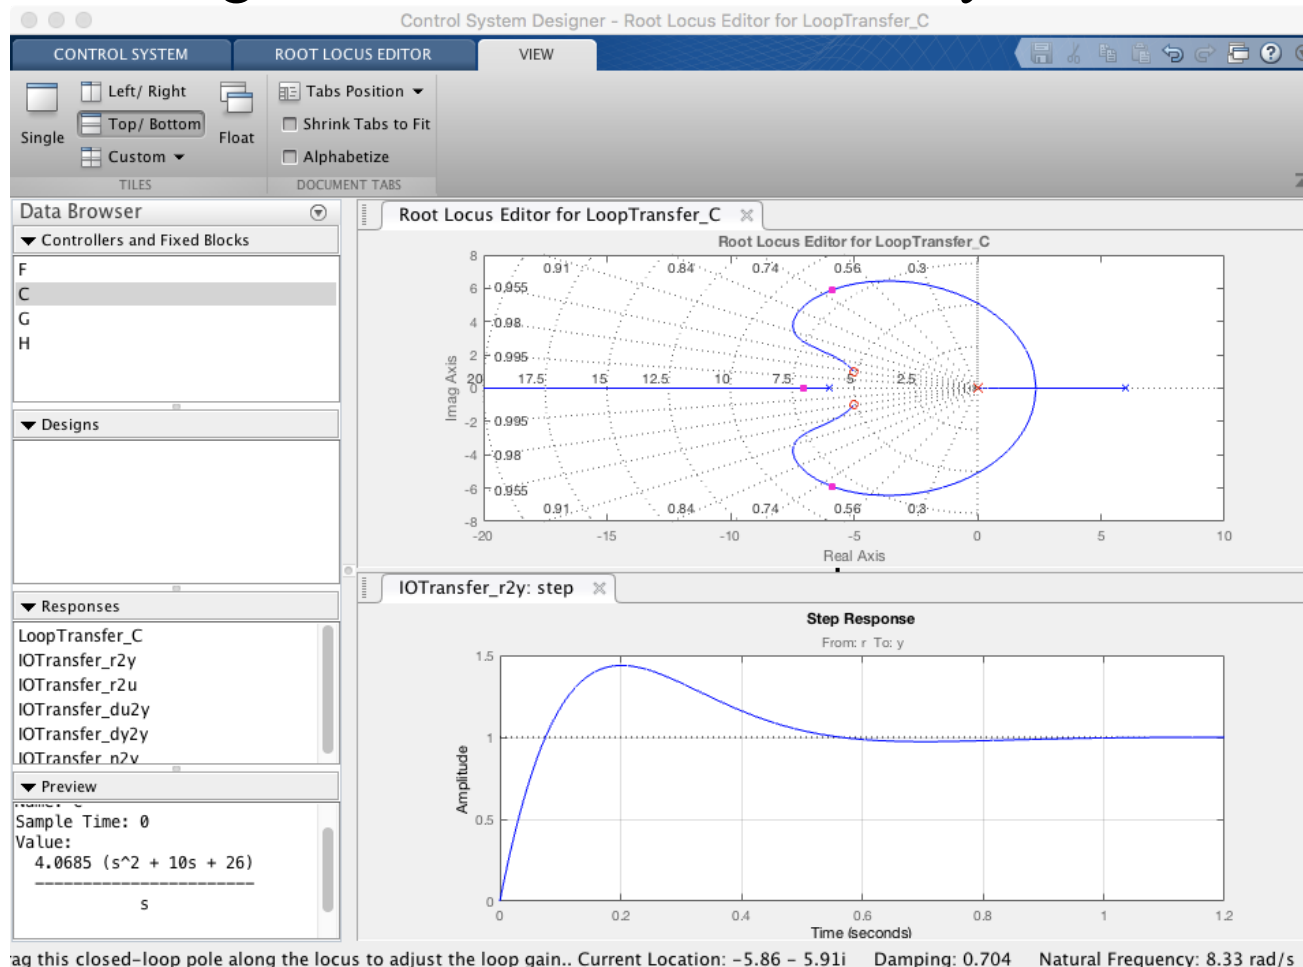 Control System Designer - Root Locus Editor for LoopTransfer_C
CONTROL SYSTEM ROOT LOCUS EDITOR VIEW
Single
Left/ Right
Top/ Bottom
Custom
Float
TILES
Tabs Position
Shrink Tabs to Fit
Alphabetize
DOCUMENT TABS
Data Browser
Controllers and Fixed Blocks
F
C
G
H
Designs
Responses
LoopTransfer_C
IOTransfer_r2y
IOTransfer_r2u
IOTransfer_du2y
IOTransfer_dy2y
IOTransfer_n2y
Preview
Name: C
Sample Time: 0
Value:
4.0685 (s^2 + 10s + 26)
------------------------
s
Root Locus Editor for LoopTransfer_C
Root Locus Editor for LoopTransfer_C
0.91 0.84 0.74 0.56 0.3
0.955
0.98
0.995
20 17.5 15 12.5 10 7.5 5 2.5
0.995
0.98
0.955
0.91 0.84 0.74 0.56 0.3
8
6
4
2
0
-2
-4
-6
-8
Imag Axis
-20 -15 -10 -5 0 5 10
Real Axis
IOTransfer_r2y: step
Step Response
From: r To: y
1.5
1
0.5
0
Amplitude
0 0.2 0.4 0.6 0.8 1 1.2
Time (seconds)
rag this closed-loop pole along the locus to adjust the loop gain.. Current Location: -5.86 - 5.91i Damping: 0.704 Natural Frequency: 8.33 rad/s